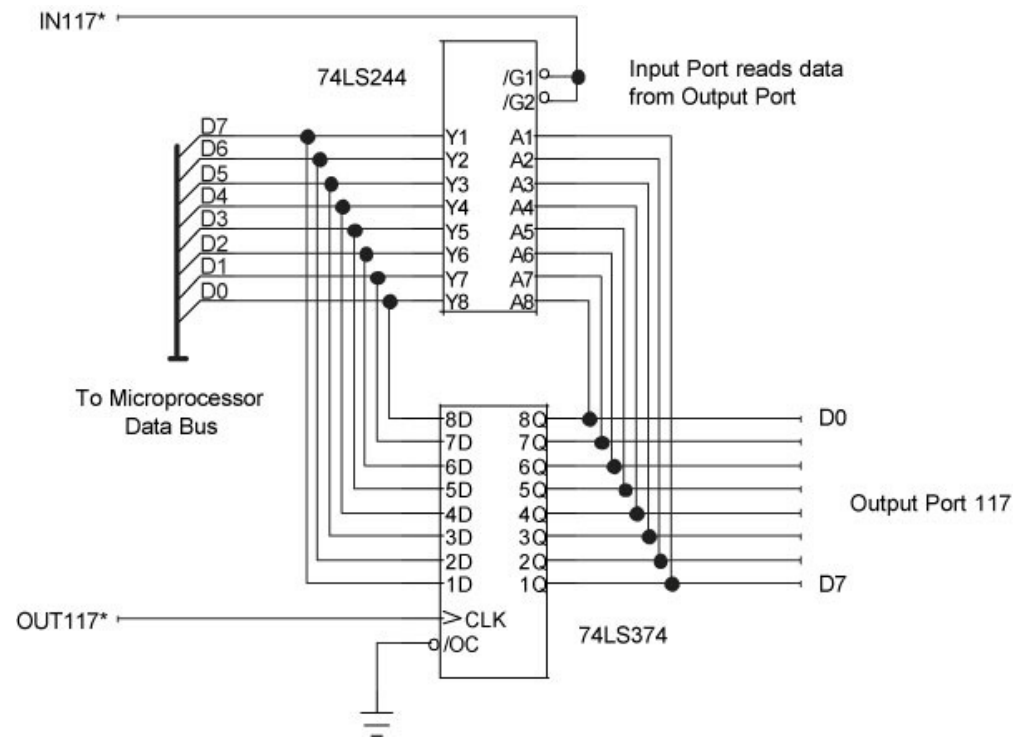 IN117*
74LS244
/G1
/G2
Input Port reads data
from Output Port
D7
D6
D5
D4
D3
D2
D1
D0
Y1 A1
Y2 A2
Y3 A3
Y4 A4
Y5 A5
Y6 A6
Y7 A7
Y8 A8
To Microprocessor
Data Bus
8D 8Q
7D 7Q
6D 6Q
5D 5Q
4D 4Q
3D 3Q
2D 2Q
1D 1Q
D0
Output Port 117
D7
OUT117*
>CLK
/OC
74LS374